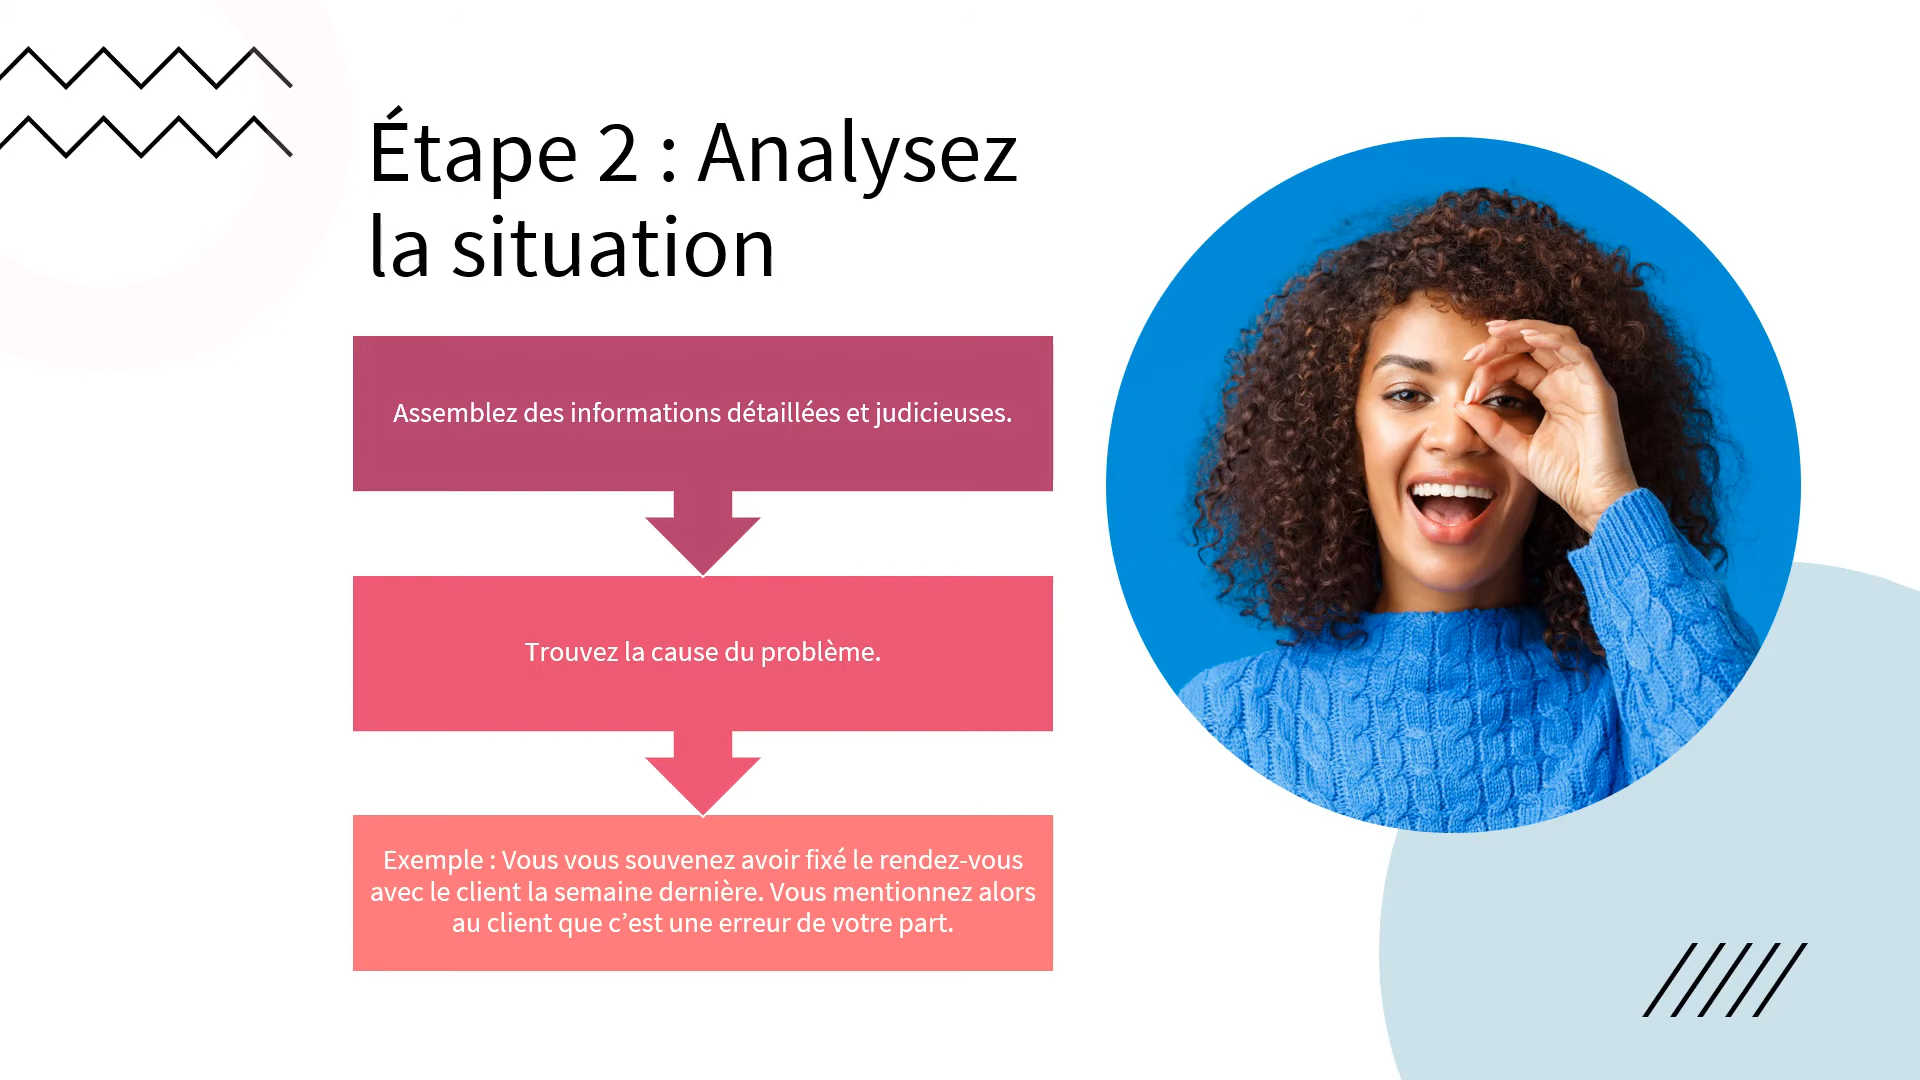 Étape 2 : Analysez
la situation
Assemblez des informations détaillées et judicieuses.
Trouvez la cause du problème.
Exemple : Vous vous souvenez avoir fixé le rendez-vous
avec le client la semaine dernière. Vous mentionnez alors
au client que c’est une erreur de votre part.